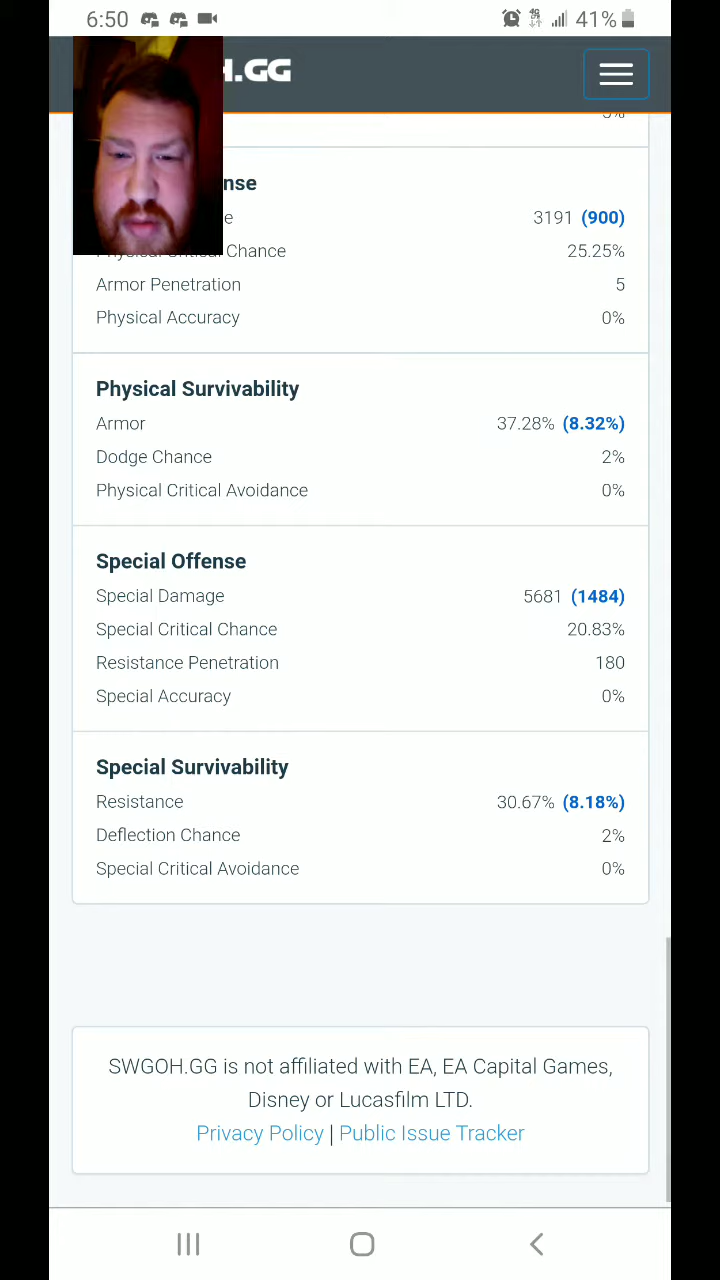 6:50 4G 41%
H.GG
5%
nse
e 3191 (900)
Physical Critical Chance 25.25%
Armor Penetration 5
Physical Accuracy 0%
Physical Survivability
Armor 37.28% (8.32%)
Dodge Chance 2%
Physical Critical Avoidance 0%
Special Offense
Special Damage 5681 (1484)
Special Critical Chance 20.83%
Resistance Penetration 180
Special Accuracy 0%
Special Survivability
Resistance 30.67% (8.18%)
Deflection Chance 2%
Special Critical Avoidance 0%
SWGOH.GG is not affiliated with EA, EA Capital Games,
Disney or Lucasfilm LTD.
Privacy Policy | Public Issue Tracker